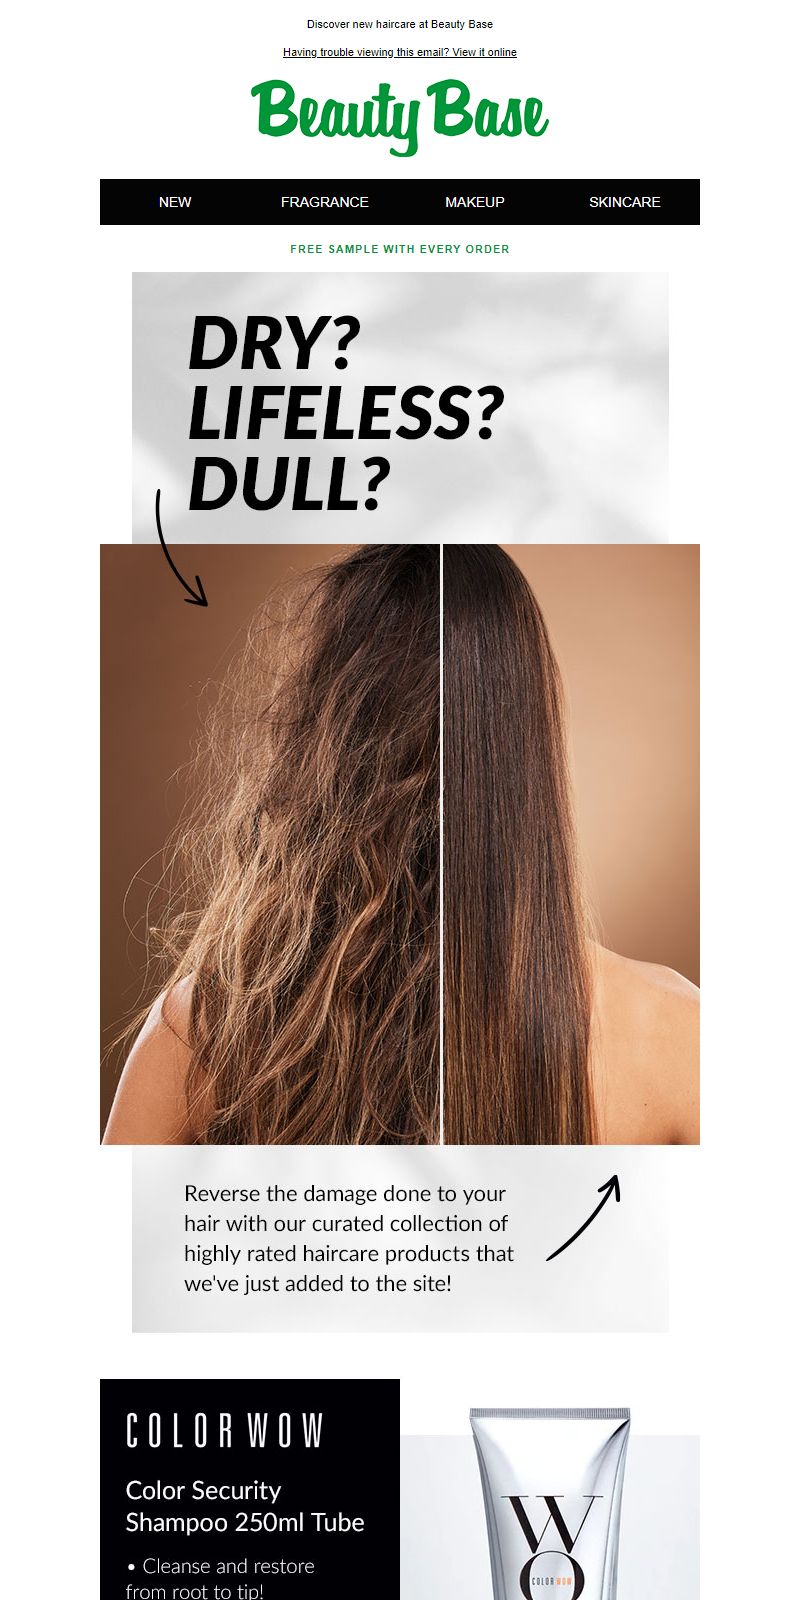 Discover new haircare at Beauty Base
Having trouble viewing this email? View it online
Beauty Base
NEW FRAGRANCE MAKEUP SKINCARE
FREE SAMPLE WITH EVERY ORDER
DRY?
LIFELESS?
DULL?
Reverse the damage done to your
hair with our curated collection of
highly rated haircare products that
we've just added to the site!
COLOR WOW
Color Security
Shampoo 250ml Tube
• Cleanse and restore
from root to tip!
WO
COLOR WOW